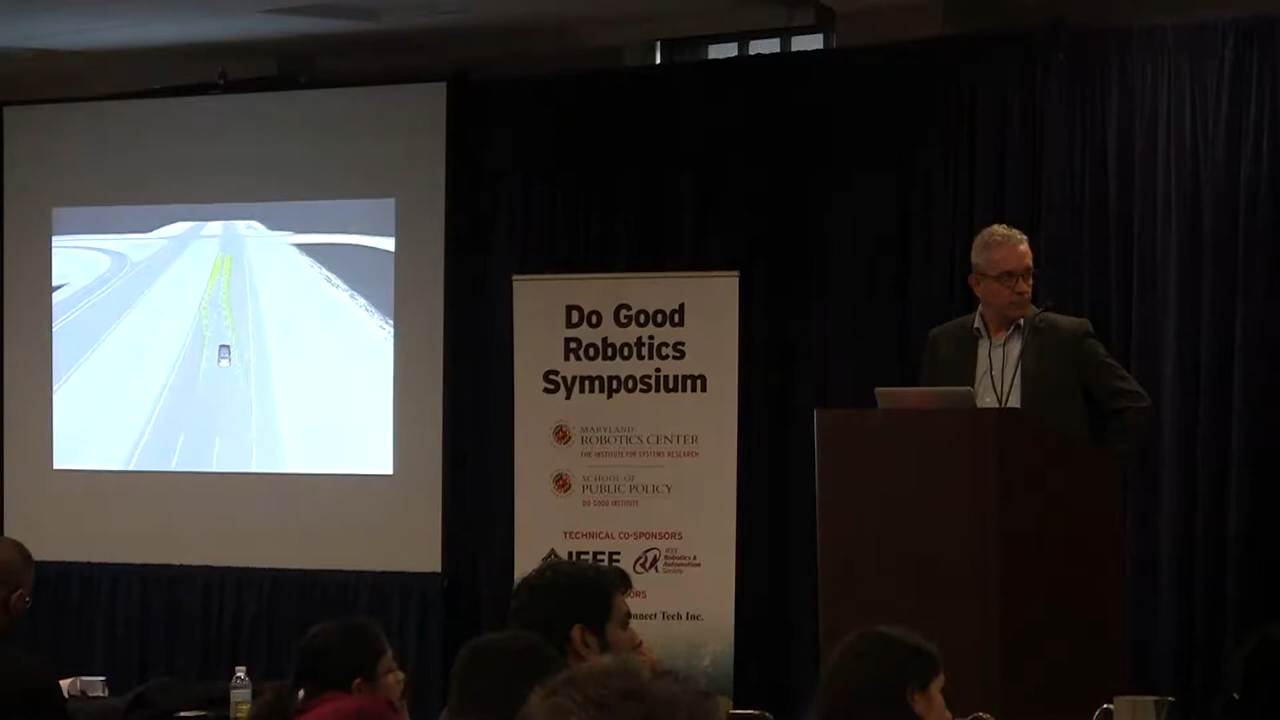 Do Good
Robotics
Symposium
MARYLAND
ROBOTICS CENTER
THE INSTITUTE FOR SYSTEMS RESEARCH
SCHOOL OF
PUBLIC POLICY
DO GOOD INSTITUTE
TECHNICAL CO-SPONSORS
IEEE
IEEE
Robotics &
Automation
Society
Tech Inc.